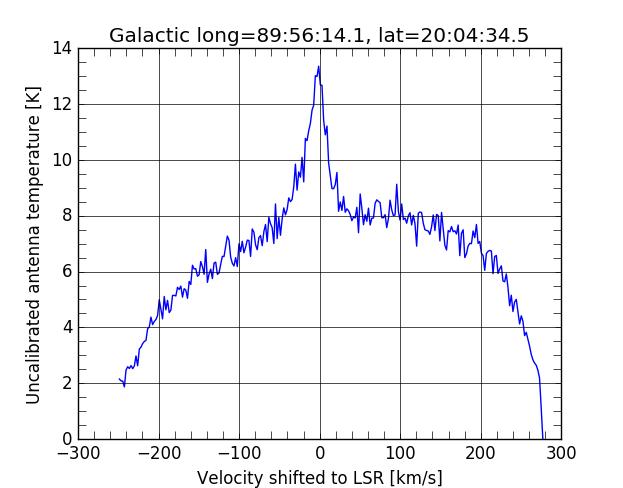 Galactic long=89:56:14.1, lat=20:04:34.5
14
12
10
8
6
4
2
0
Uncalibrated antenna temperature [K]
−300 −200 −100 0 100 200 300
Velocity shifted to LSR [km/s]